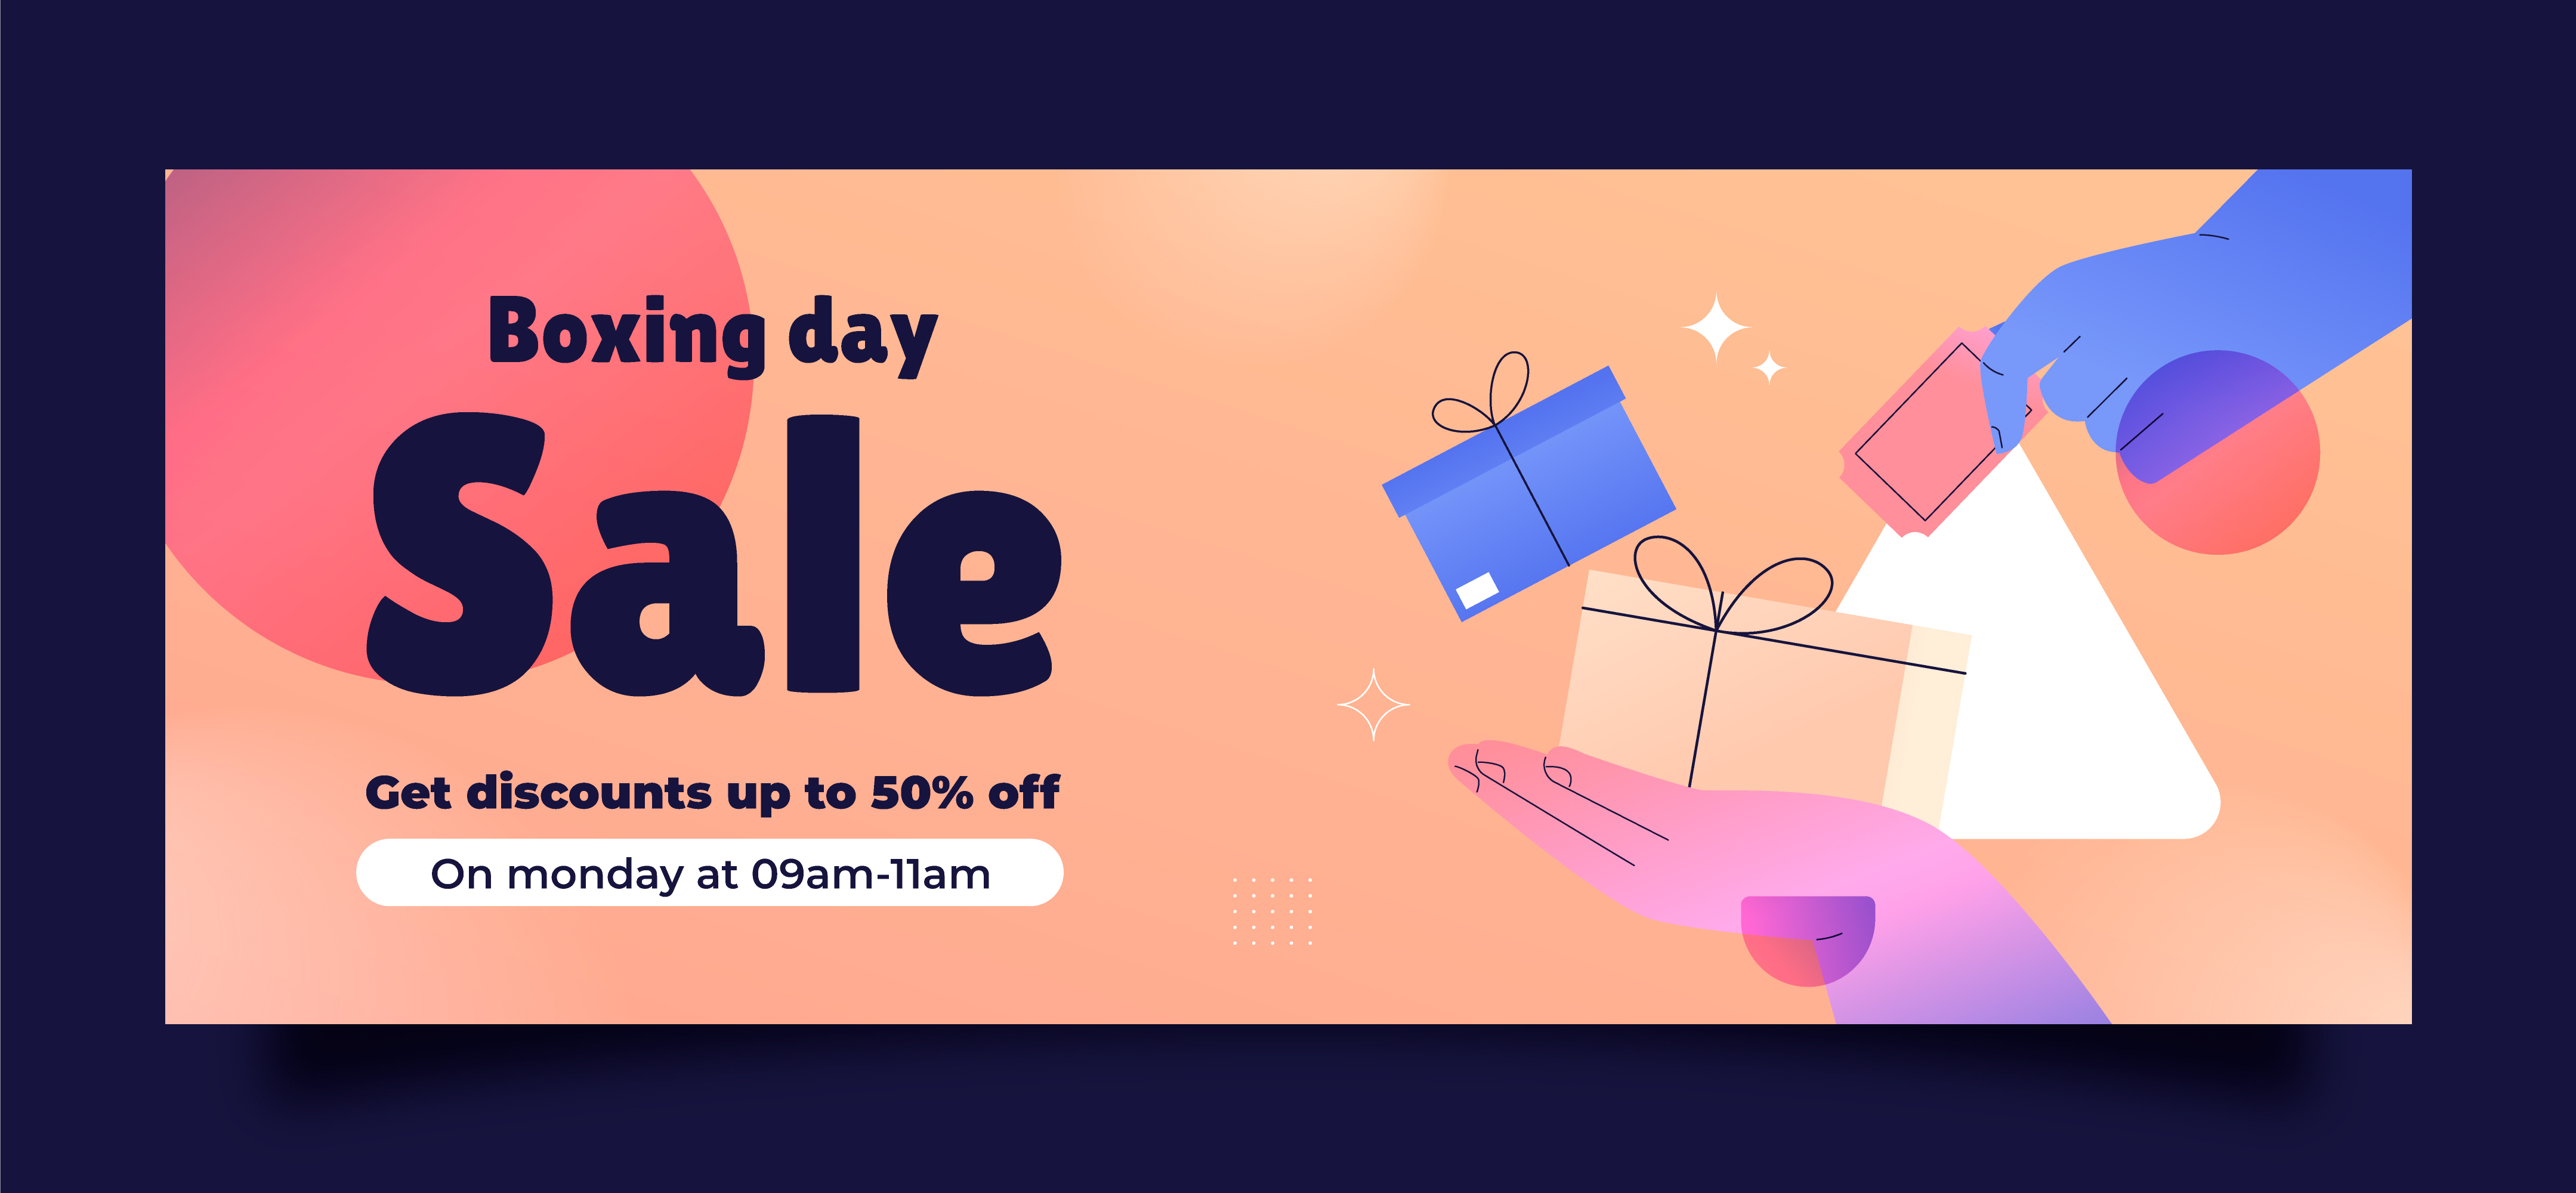 Boxing day
Sale
Get discounts up to 50% off
On monday at 09am-11am